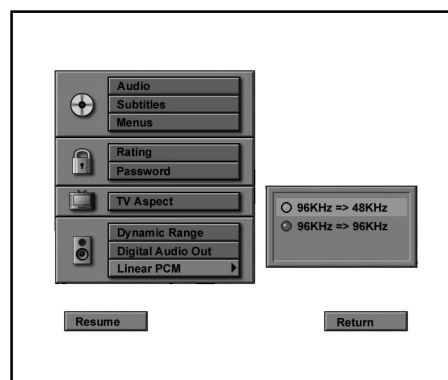 Audio
Subtitles
Menus
Rating
Password
TV Aspect
Dynamic Range
Digital Audio Out
Linear PCM
96KHz => 48KHz
96KHz => 96KHz
Resume
Return